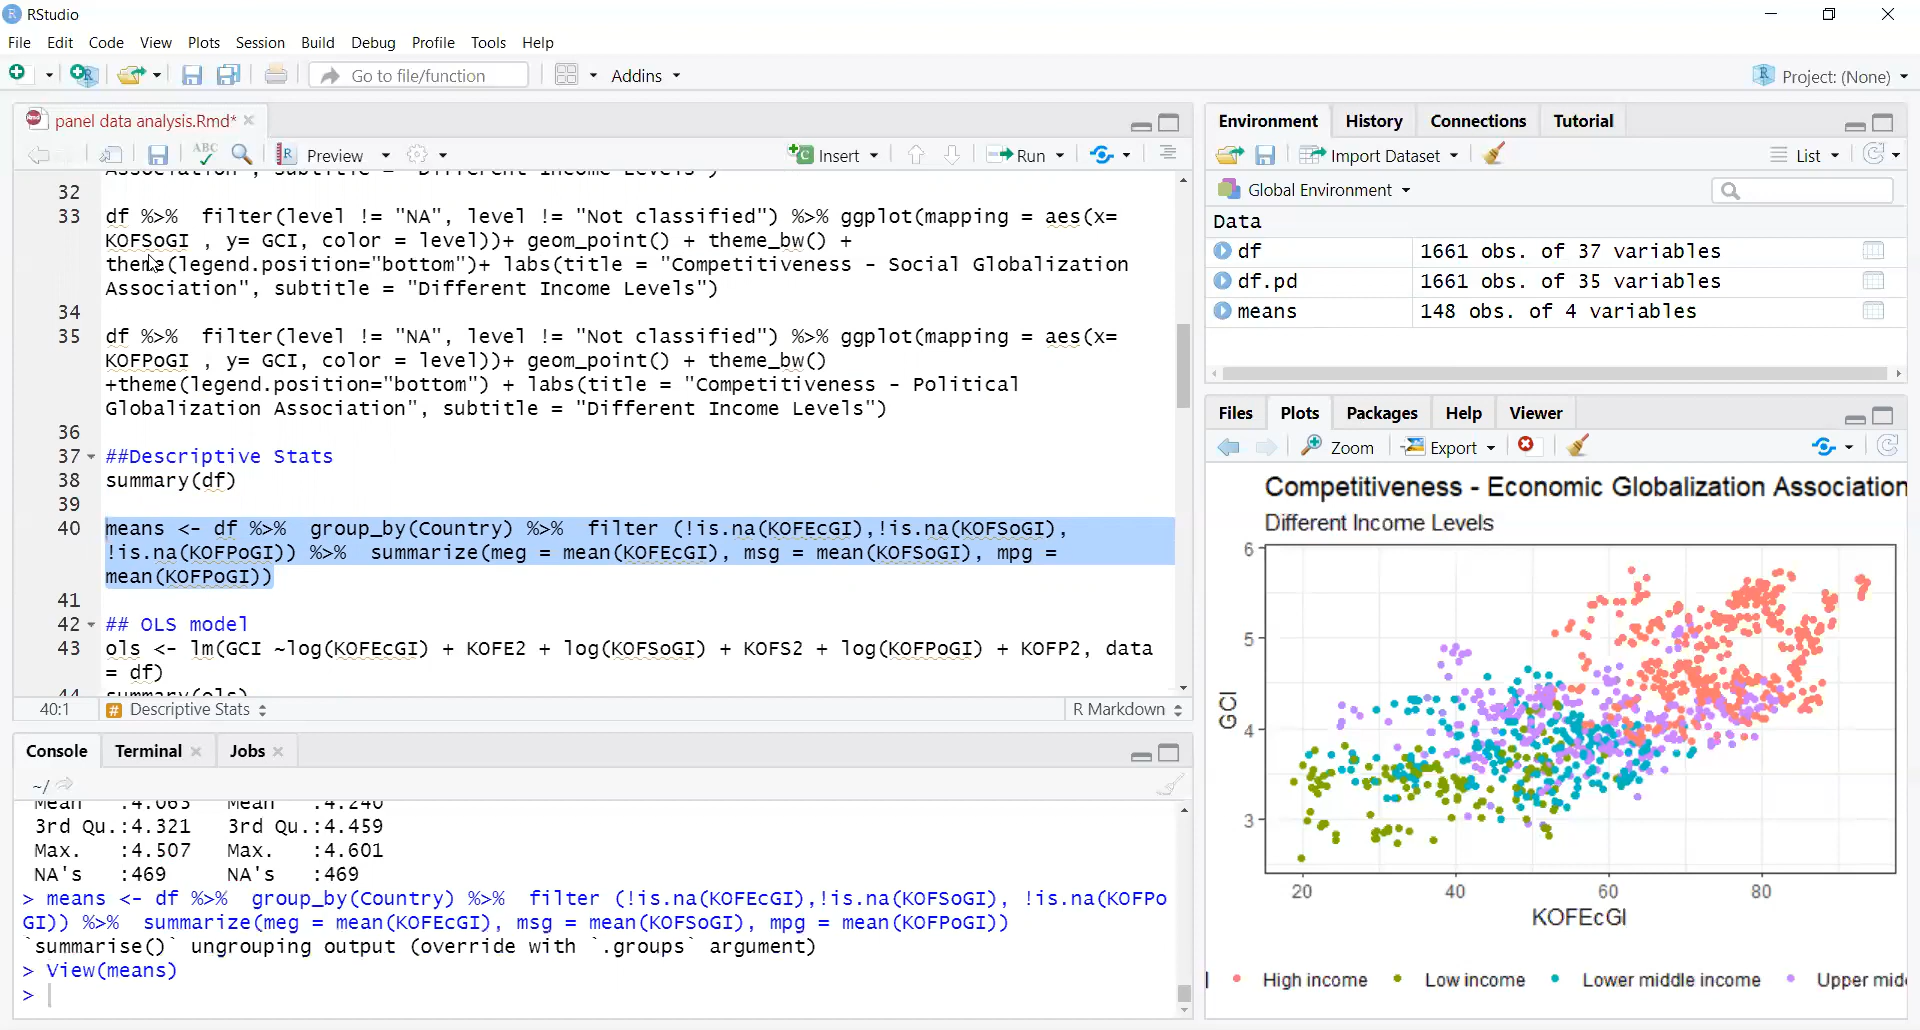 RStudio
File Edit Code View Plots Session Build Debug Profile Tools Help
Go to file/function Addins Project: (None)
panel data analysis.Rmd*
ABC Preview Insert Run
32
33 df %>% filter(level != "NA", level != "Not classified") %>% ggplot(mapping = aes(x=
KOFSoGI , y= GCI, color = level))+ geom_point() + theme_bw() +
theme(legend.position="bottom")+ labs(title = "Competitiveness - Social Globalization
Association", subtitle = "Different Income Levels")
34
35 df %>% filter(level != "NA", level != "Not classified") %>% ggplot(mapping = aes(x=
KOFPoGI , y= GCI, color = level))+ geom_point() + theme_bw()
+theme(legend.position="bottom") + labs(title = "Competitiveness - Political
Globalization Association", subtitle = "Different Income Levels")
36
37 ##Descriptive Stats
38 summary(df)
39
40 means <- df %>% group_by(Country) %>% filter (!is.na(KOFEcGI),!is.na(KOFSoGI),
!is.na(KOFPoGI)) %>% summarize(meg = mean(KOFEcGI), msg = mean(KOFSoGI), mpg =
mean(KOFPoGI))
41
42 ## OLS model
43 ols <- lm(GCI ~log(KOFEcGI) + KOFE2 + log(KOFSoGI) + KOFS2 + log(KOFPoGI) + KOFP2, data
= df)
44 summary(ols)
40:1 # Descriptive Stats R Markdown
Console Terminal Jobs
~/
Mean :4.063 Mean :4.240
3rd Qu.:4.321 3rd Qu.:4.459
Max. :4.507 Max. :4.601
NA's :469 NA's :469
> means <- df %>% group_by(Country) %>% filter (!is.na(KOFEcGI),!is.na(KOFSoGI), !is.na(KOFPo
GI)) %>% summarize(meg = mean(KOFEcGI), msg = mean(KOFSoGI), mpg = mean(KOFPoGI))
`summarise()` ungrouping output (override with `.groups` argument)
> View(means)
>
Environment History Connections Tutorial
Import Dataset List
Global Environment
Data
df 1661 obs. of 37 variables
df.pd 1661 obs. of 35 variables
means 148 obs. of 4 variables
Files Plots Packages Help Viewer
Zoom Export
Competitiveness - Economic Globalization Association
Different Income Levels
6
5
4
3
GCI
20 40 60 80
KOFEcGI
High income Low income Lower middle income Upper mid